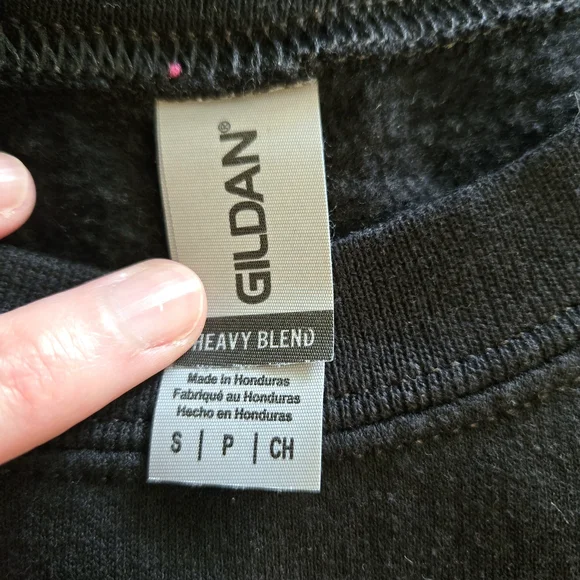 GILDAN®
HEAVY BLEND
Made in Honduras
Fabriqué au Honduras
Hecho en Honduras
S | P | CH